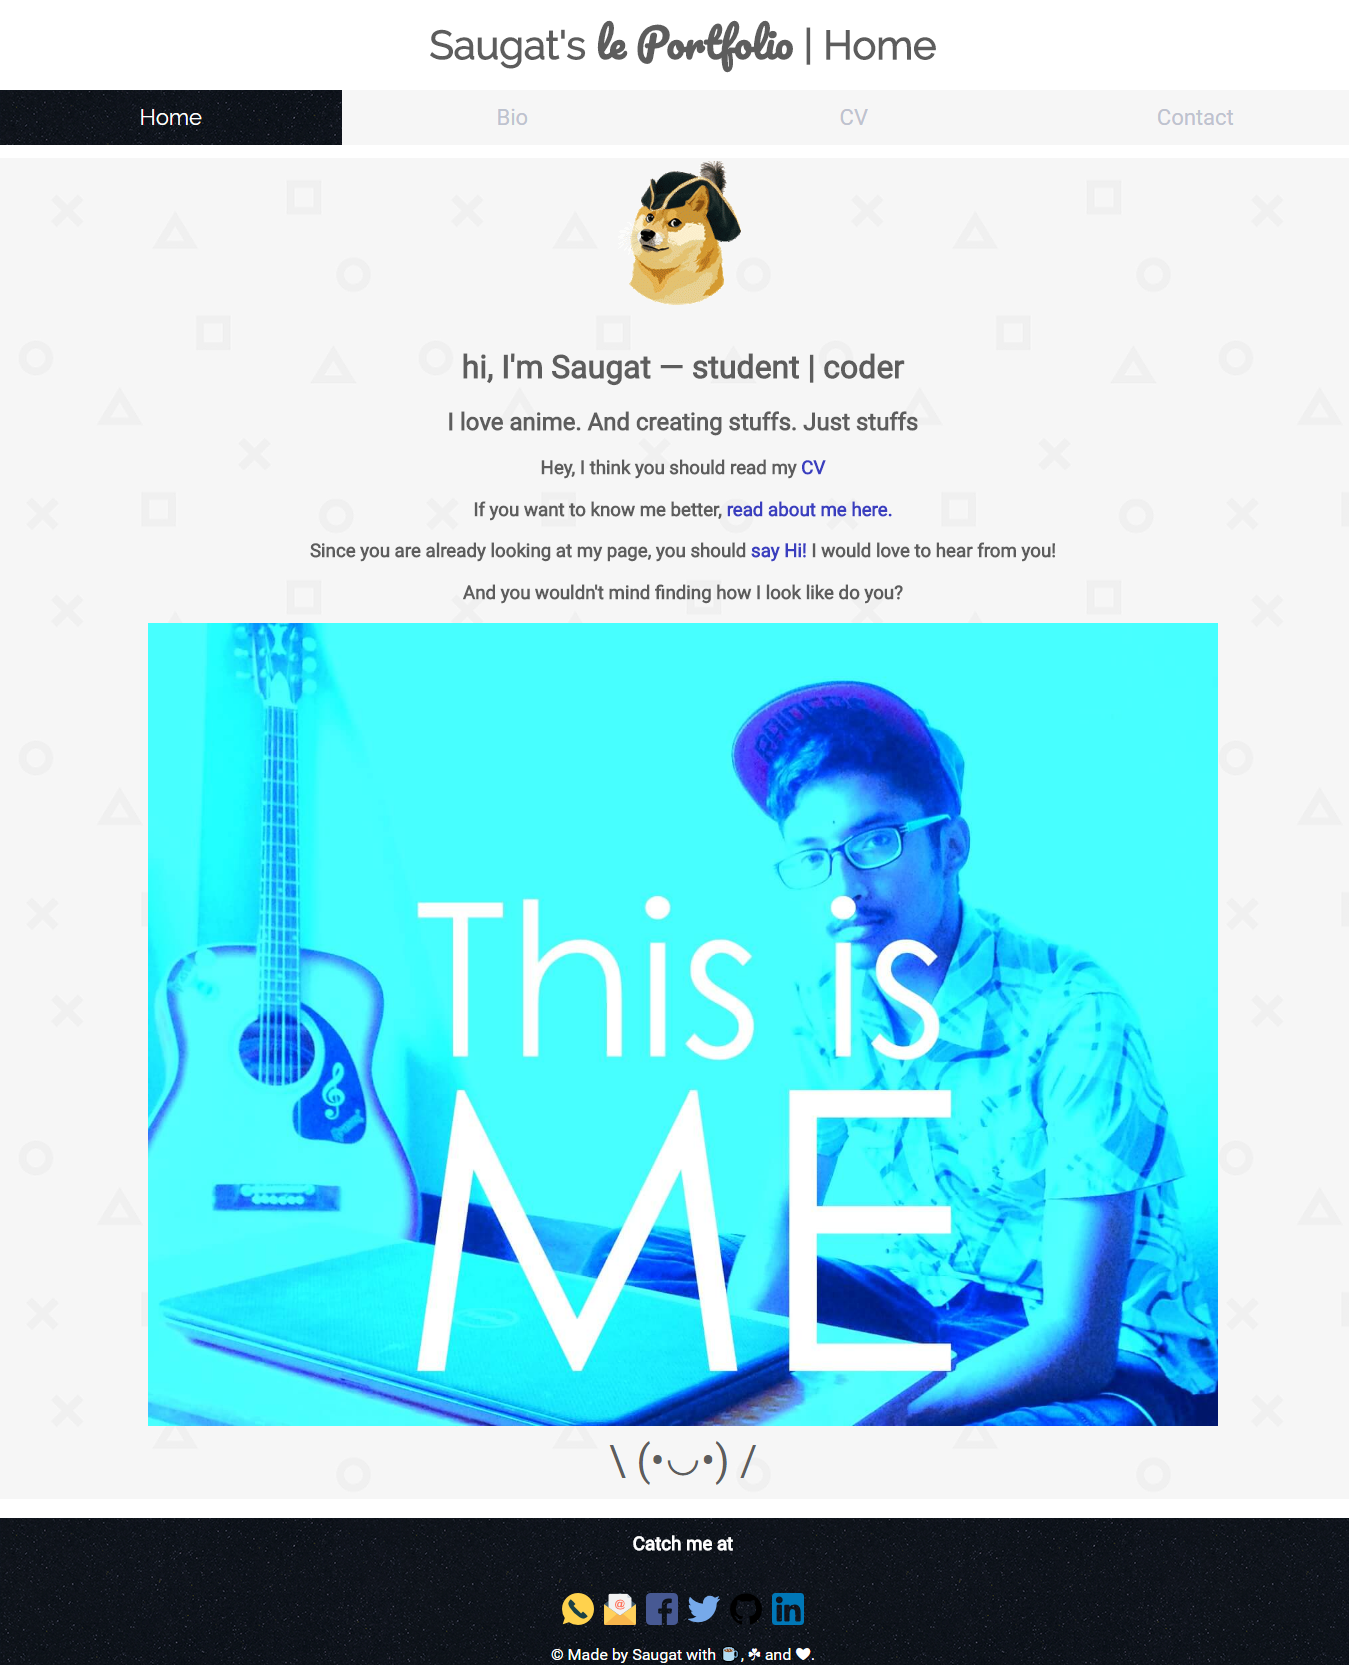 Saugat's le Portfolio | Home
Home Bio CV Contact
hi, I'm Saugat — student | coder
I love anime. And creating stuffs. Just stuffs
Hey, I think you should read my CV
If you want to know me better, read about me here.
Since you are already looking at my page, you should say Hi! I would love to hear from you!
And you wouldn't mind finding how I look like do you?
This is
ME
\ (•◡•) /
Catch me at
© Made by Saugat with ☕, ☘ and ❤.